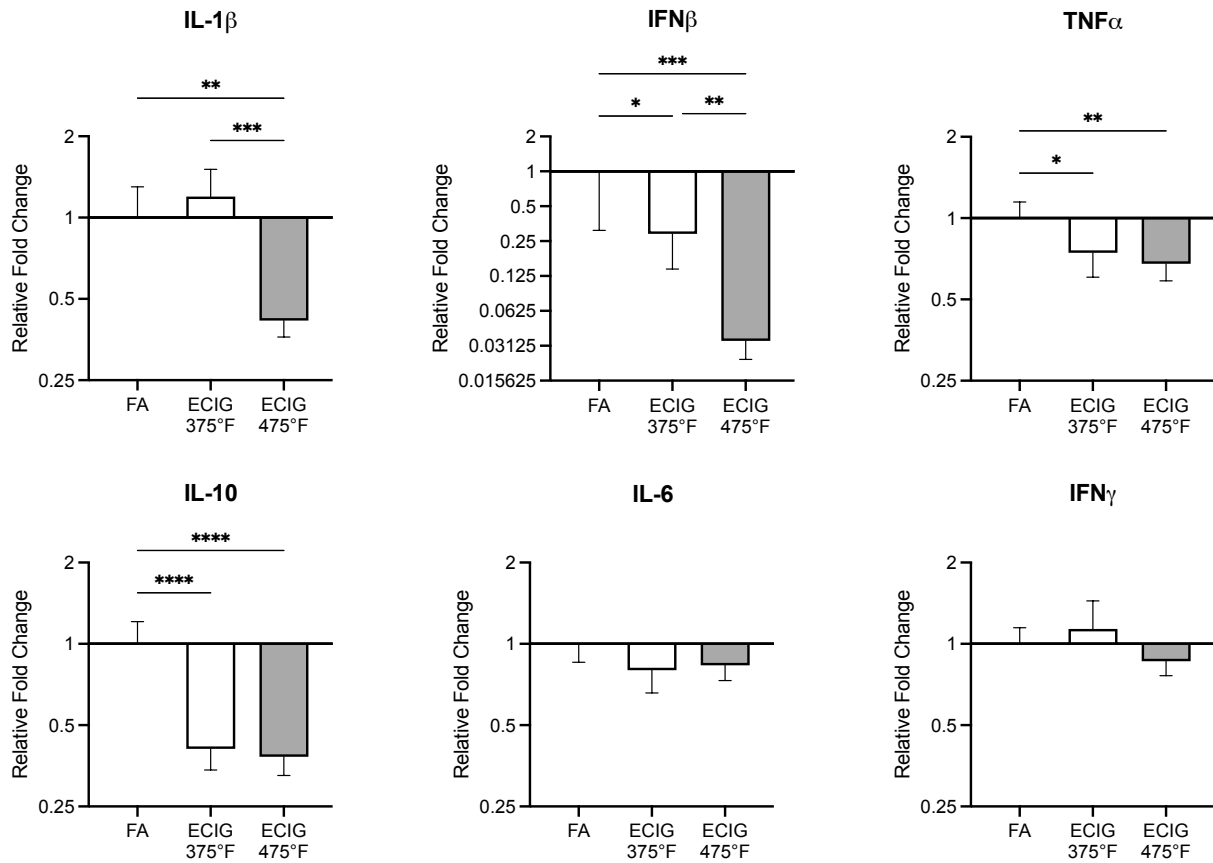 IL-1β
**
***
Relative Fold Change
2
1
0.5
0.25
FA
ECIG
375°F
ECIG
475°F
IFNβ
***
*
**
Relative Fold Change
2
1
0.5
0.25
0.125
0.0625
0.03125
0.015625
FA
ECIG
375°F
ECIG
475°F
TNFα
**
*
Relative Fold Change
2
1
0.5
0.25
FA
ECIG
375°F
ECIG
475°F
IL-10
****
****
Relative Fold Change
2
1
0.5
0.25
FA
ECIG
375°F
ECIG
475°F
IL-6
Relative Fold Change
2
1
0.5
0.25
FA
ECIG
375°F
ECIG
475°F
IFNγ
Relative Fold Change
2
1
0.5
0.25
FA
ECIG
375°F
ECIG
475°F